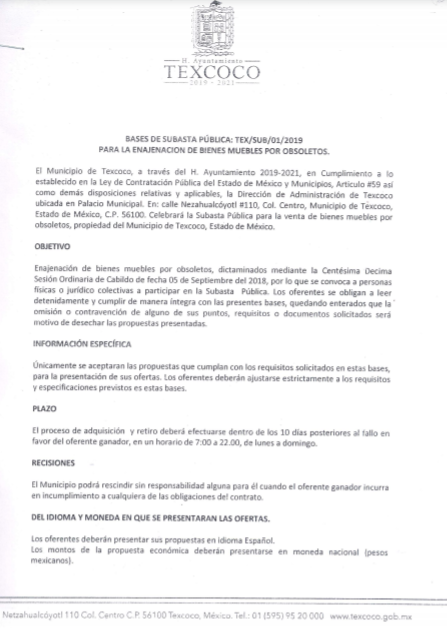 H. Ayuntamiento
TEXCOCO
2019 - 2021
BASES DE SUBASTA PÚBLICA: TEX/SUB/01/2019
PARA LA ENAJENACION DE BIENES MUEBLES POR OBSOLETOS.
El Municipio de Texcoco, a través del H. Ayuntamiento 2019-2021, en Cumplimiento a lo
establecido en la Ley de Contratación Pública del Estado de México y Municipios, Artículo #59 así
como demás disposiciones relativas y aplicables, la Dirección de Administración de Texcoco
ubicada en Palacio Municipal. En: calle Nezahualcóyotl #110, Col. Centro, Municipio de Texcoco,
Estado de México, C.P. 56100. Celebrará la Subasta Pública para la venta de bienes muebles por
obsoletos, propiedad del Municipio de Texcoco, Estado de México.
OBJETIVO
Enajenación de bienes muebles por obsoletos, dictaminados mediante la Centésima Decima
Sesión Ordinaria de Cabildo de 05 de Septiembre del 2018, por lo que se convoca a personas
físicas o jurídico colectivas a participar en la Subasta Pública. Los oferentes se obligan a leer
detenidamente y cumplir de manera íntegra con las presentes bases, quedando enterados que la
omisión o contravención de alguno de sus puntos, requisitos o documentos solicitados será
motivo de desechar las propuestas presentadas.
INFORMACIÓN ESPECÍFICA
Únicamente se aceptaran las propuestas que cumplan con los requisitos solicitados en estas bases,
para la presentación de sus ofertas. Los oferentes deberán ajustarse estrictamente a los requisitos
y especificaciones previstos es estas bases.
PLAZO
El proceso de adquisición y retiro deberá efectuarse dentro de los 10 días posteriores al fallo en
favor del oferente ganador, en un horario de 7:00 a 22.00, de lunes a domingo.
RECISIONES
El Municipio podrá rescindir sin responsabilidad alguna para él cuando el oferente ganador incurra
en incumplimiento a cualquiera de las obligaciones del contrato.
DEL IDIOMA Y MONEDA EN QUE SE PRESENTARAN LAS OFERTAS.
Los oferentes deberán presentar sus propuestas en idioma Español.
Los montos de la propuesta económica deberán presentarse en moneda nacional (pesos
mexicanos).
Netzahualcóyotl 110 Col. Centro C.P. 56100 Texcoco, México. Tel.: 01 (595) 95 20 000 www.texcoco.gob.mx